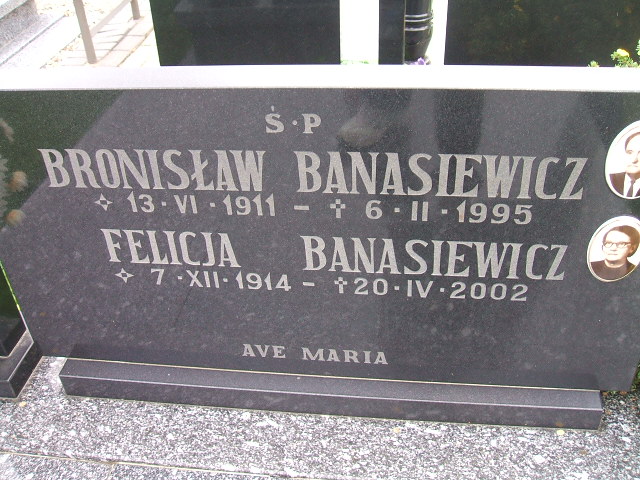 Ś·P
BRONISŁAW BANASIEWICZ
✧ 13·VI·1911 – ✝ 6·II·1995
FELICJA BANASIEWICZ
✧ 7·XII·1914 – ✝ 20·IV·2002
AVE MARIA